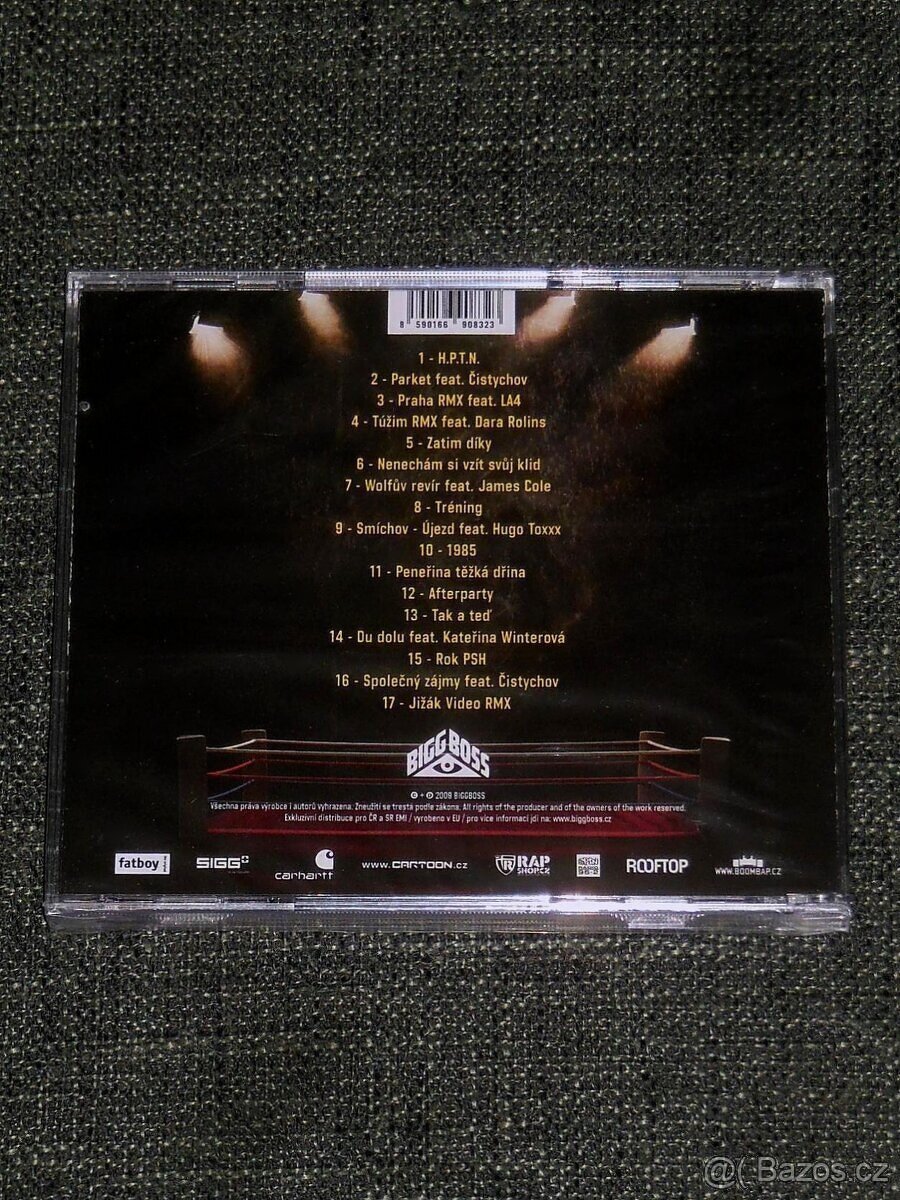 8 590166 908323
1 - H.P.T.N.
2 - Parket feat. Čistychov
3 - Praha RMX feat. LA4
4 - Túžim RMX feat. Dara Rolins
5 - Zatim díky
6 - Nenechám si vzít svůj klid
7 - Wolfův revír feat. James Cole
8 - Tréning
9 - Smíchov - Újezd feat. Hugo Toxxx
10 - 1985
11 - Peneřina těžká dřina
12 - Afterparty
13 - Tak a teď
14 - Du dolu feat. Kateřina Winterová
15 - Rok PSH
16 - Společný zájmy feat. Čistychov
17 - Jižák Video RMX
BIGG BOSS
© + ℗ 2009 BIGGBOSS
Všechna práva výrobce i autorů vyhrazena. Zneužití se trestá podle zákona. All rights of the producer and of the owners of the work reserved.
Exkluzivní distribuce pro ČR a SR EMI / vyrobeno v EU / pro více informací jdi na: www.biggboss.cz
fatboy SIGG carhartt www.CARTOON.cz RAP SHOP.CZ ROOFTOP www.BOOMBAP.CZ
@( Bazos.cz